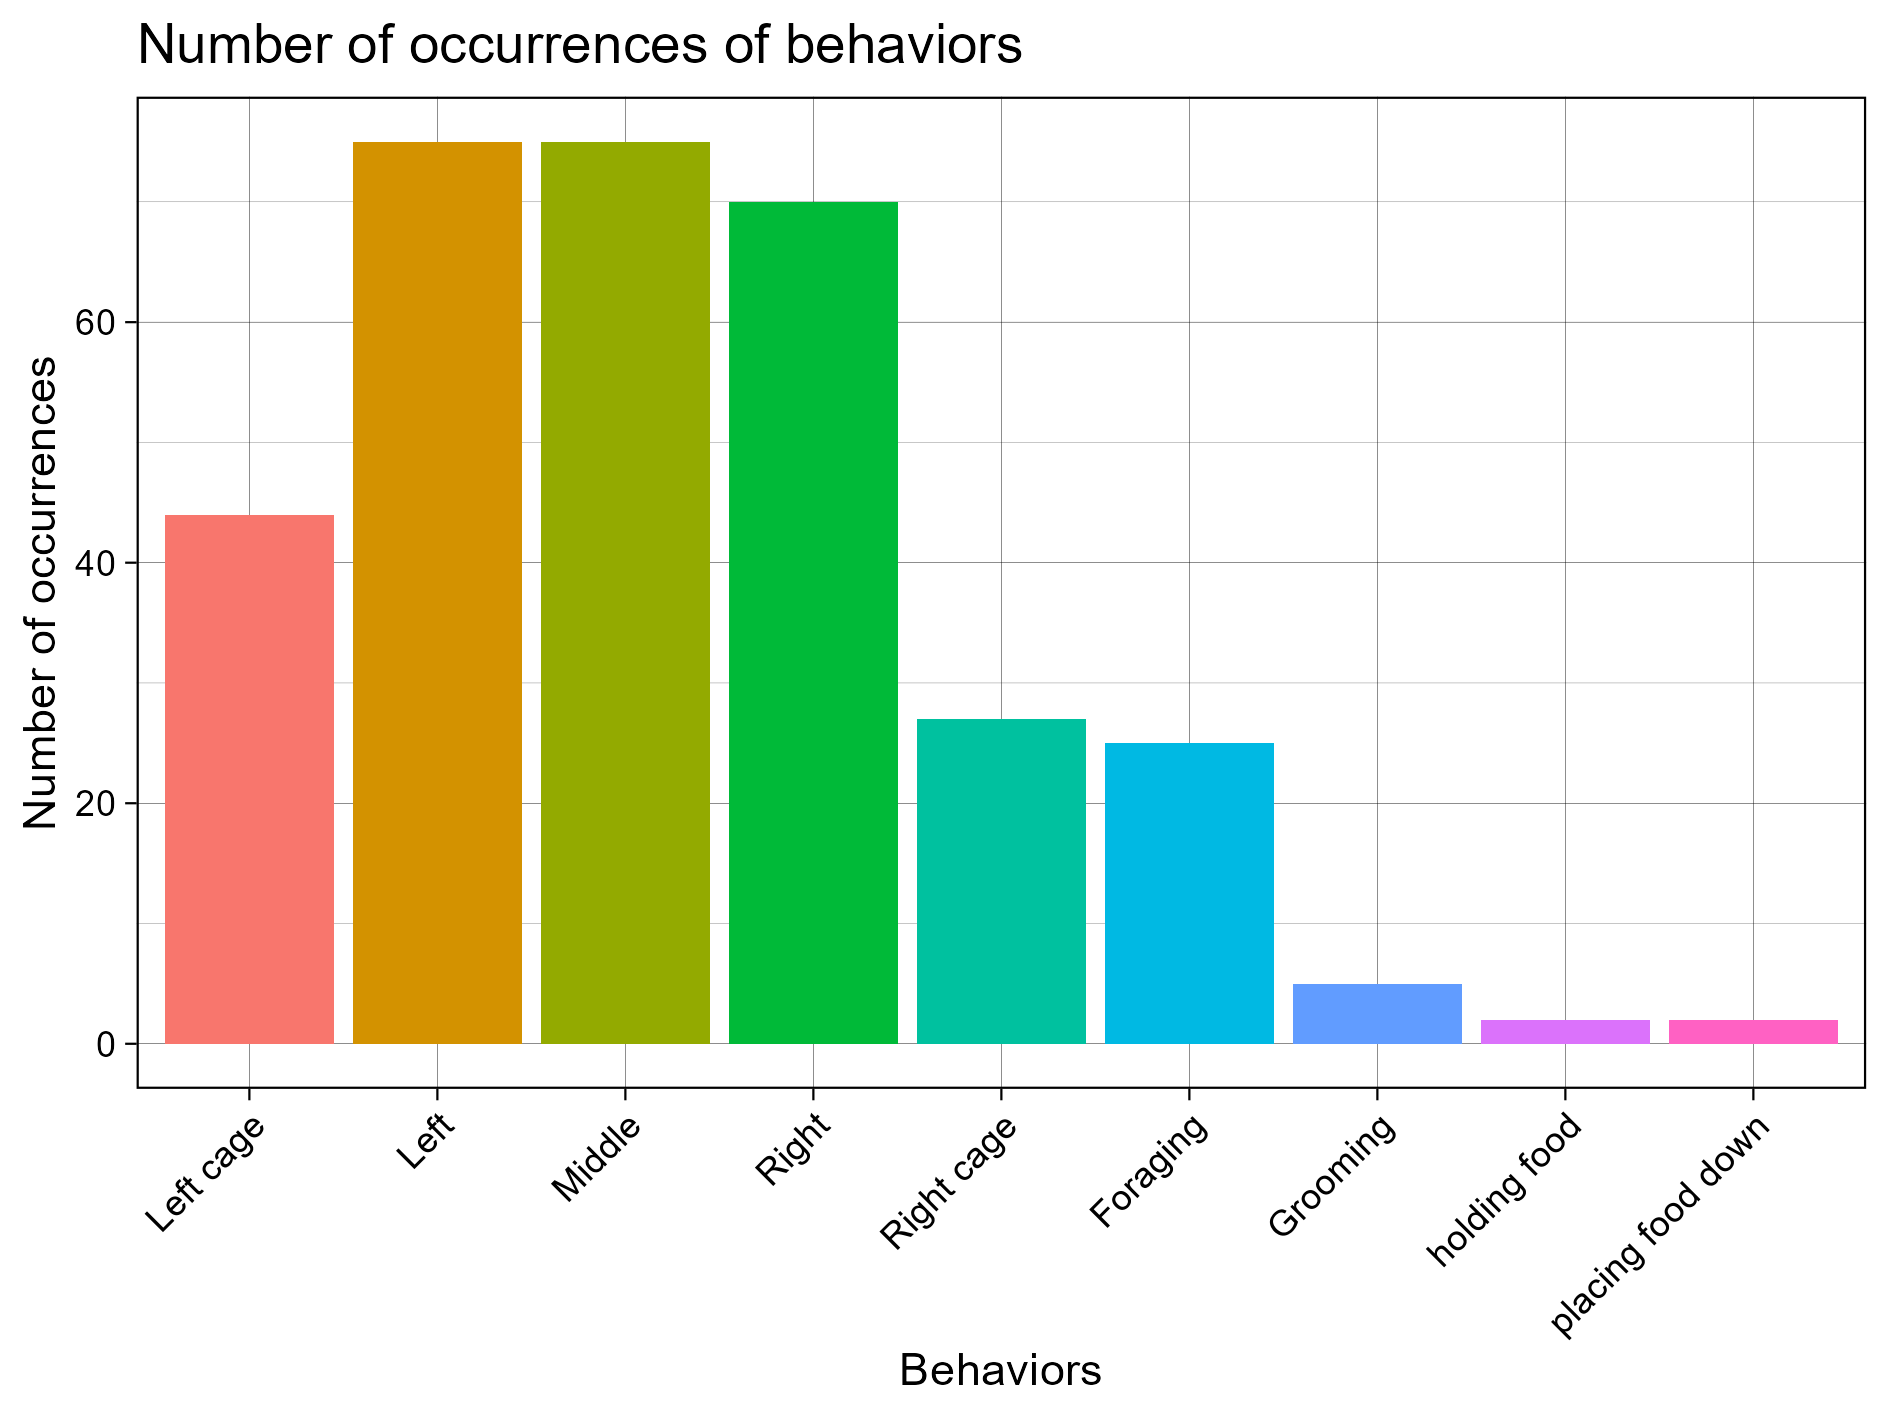 Number of occurrences of behaviors
Number of occurrences
60
40
20
0
Left cage
Left
Middle
Right
Right cage
Foraging
Grooming
holding food
placing food down
Behaviors